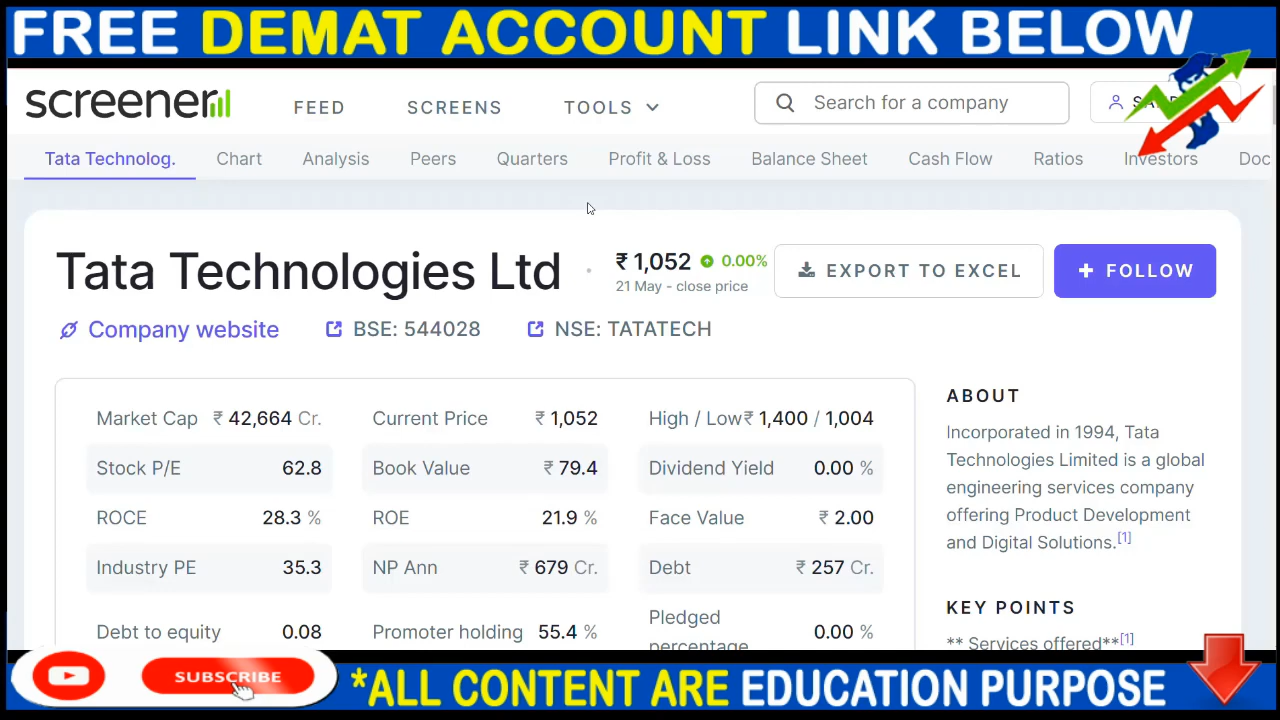 FREE DEMAT ACCOUNT LINK BELOW
screener
FEED SCREENS TOOLS
Search for a company
Tata Technolog. Chart Analysis Peers Quarters Profit & Loss Balance Sheet Cash Flow Ratios Investors Doc
Tata Technologies Ltd
₹ 1,052 0.00%
21 May - close price
EXPORT TO EXCEL
+ FOLLOW
Company website BSE: 544028 NSE: TATATECH
Market Cap ₹ 42,664 Cr. Current Price ₹ 1,052 High / Low ₹ 1,400 / 1,004
Stock P/E 62.8 Book Value ₹ 79.4 Dividend Yield 0.00 %
ROCE 28.3 % ROE 21.9 % Face Value ₹ 2.00
Industry PE 35.3 NP Ann ₹ 679 Cr. Debt ₹ 257 Cr.
Debt to equity 0.08 Promoter holding 55.4 % Pledged percentage 0.00 %
ABOUT
Incorporated in 1994, Tata
Technologies Limited is a global
engineering services company
offering Product Development
and Digital Solutions.[1]
KEY POINTS
** Services offered**[1]
SUBSCRIBE
*ALL CONTENT ARE EDUCATION PURPOSE